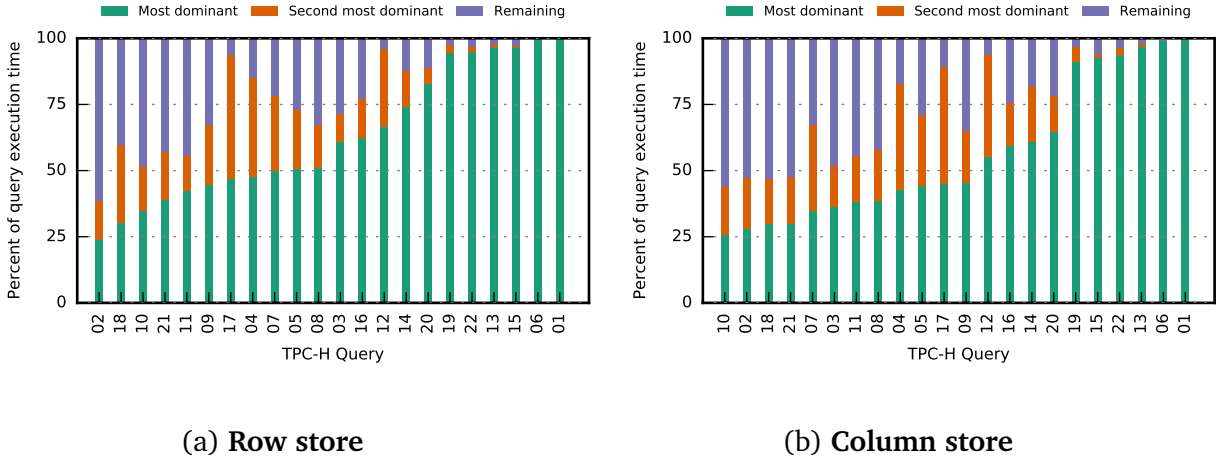 Most dominant Second most dominant Remaining
Percent of query execution time
100
75
50
25
0
02 18 10 21 11 09 17 04 07 05 08 03 16 12 14 20 19 22 13 15 06 01
TPC-H Query
(a) Row store
Most dominant Second most dominant Remaining
Percent of query execution time
100
75
50
25
0
10 02 18 21 07 03 11 08 04 05 17 09 12 16 14 20 19 15 22 13 06 01
TPC-H Query
(b) Column store